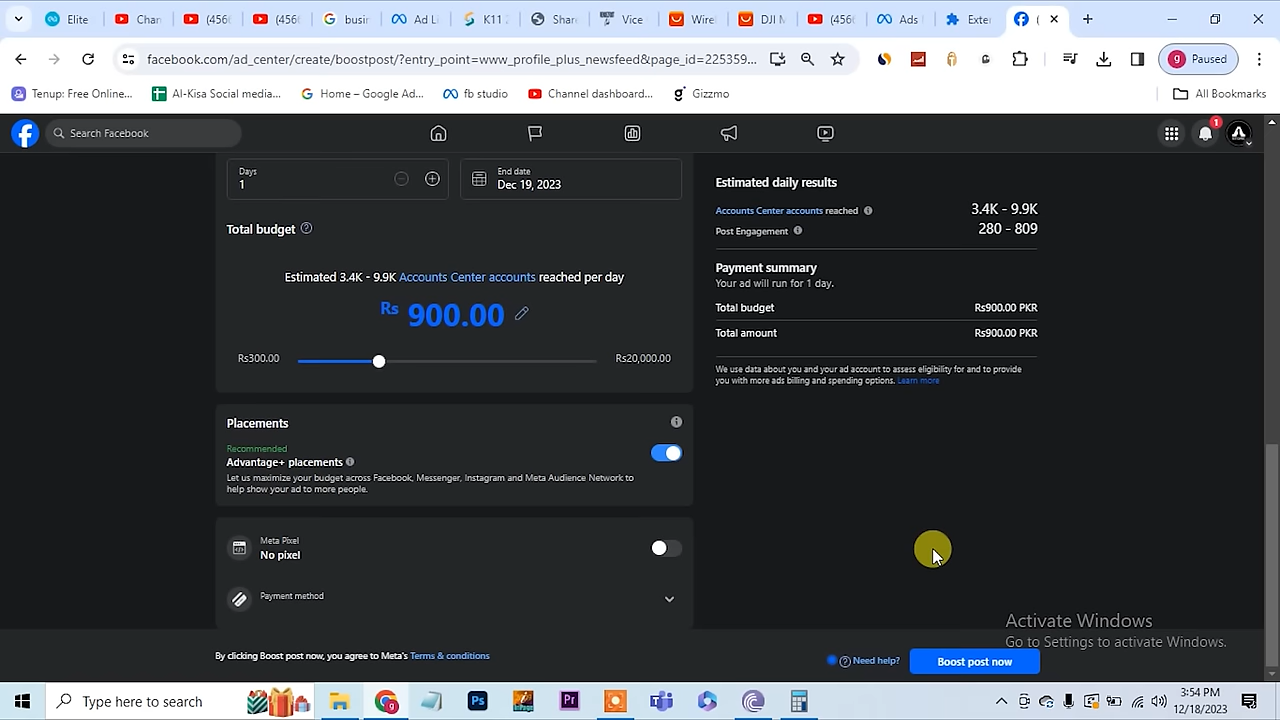 Elite
Chan
(456
(456
busin
Ad Li
K11 2
Shar
Vice
Wire
DJI M
(456
Ads
Exte
(
facebook.com/ad_center/create/boostpost/?entry_point=www_profile_plus_newsfeed&page_id=225359...
g Paused
Tenup: Free Online...
Al-Kisa Social media...
Home – Google Ad...
fb studio
Channel dashboard...
Gizzmo
All Bookmarks
Search Facebook
1
Days
1
End date
Dec 19, 2023
Total budget
Estimated 3.4K - 9.9K Accounts Center accounts reached per day
Rs 900.00
Rs300.00
Rs20,000.00
Placements
Recommended
Advantage+ placements
Let us maximize your budget across Facebook, Messenger, Instagram and Meta Audience Network to
help show your ad to more people.
Meta Pixel
No pixel
Payment method
Estimated daily results
Accounts Center accounts reached
3.4K - 9.9K
Post Engagement
280 - 809
Payment summary
Your ad will run for 1 day.
Total budget
Rs900.00 PKR
Total amount
Rs900.00 PKR
We use data about you and your ad account to assess eligibility for and to provide
you with more ads billing and spending options. Learn more
Activate Windows
Go to Settings to activate Windows.
By clicking Boost post now, you agree to Meta's Terms & conditions
Need help?
Boost post now
Type here to search
Ps
Pr
3:54 PM
12/18/2023